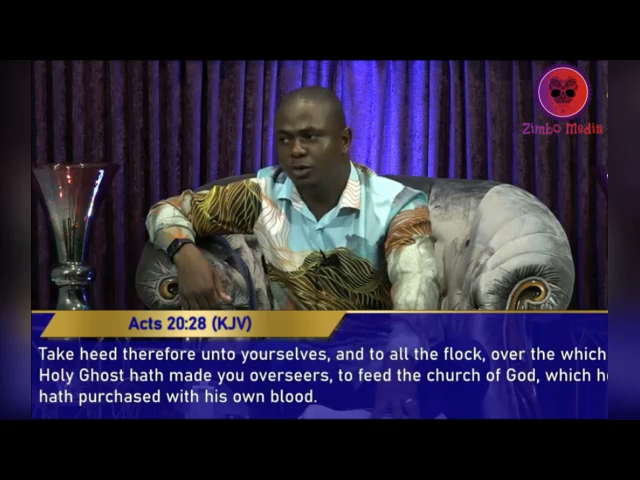 Zimbo Media
Acts 20:28 (KJV)
Take heed therefore unto yourselves, and to all the flock, over the which
Holy Ghost hath made you overseers, to feed the church of God, which he
hath purchased with his own blood.